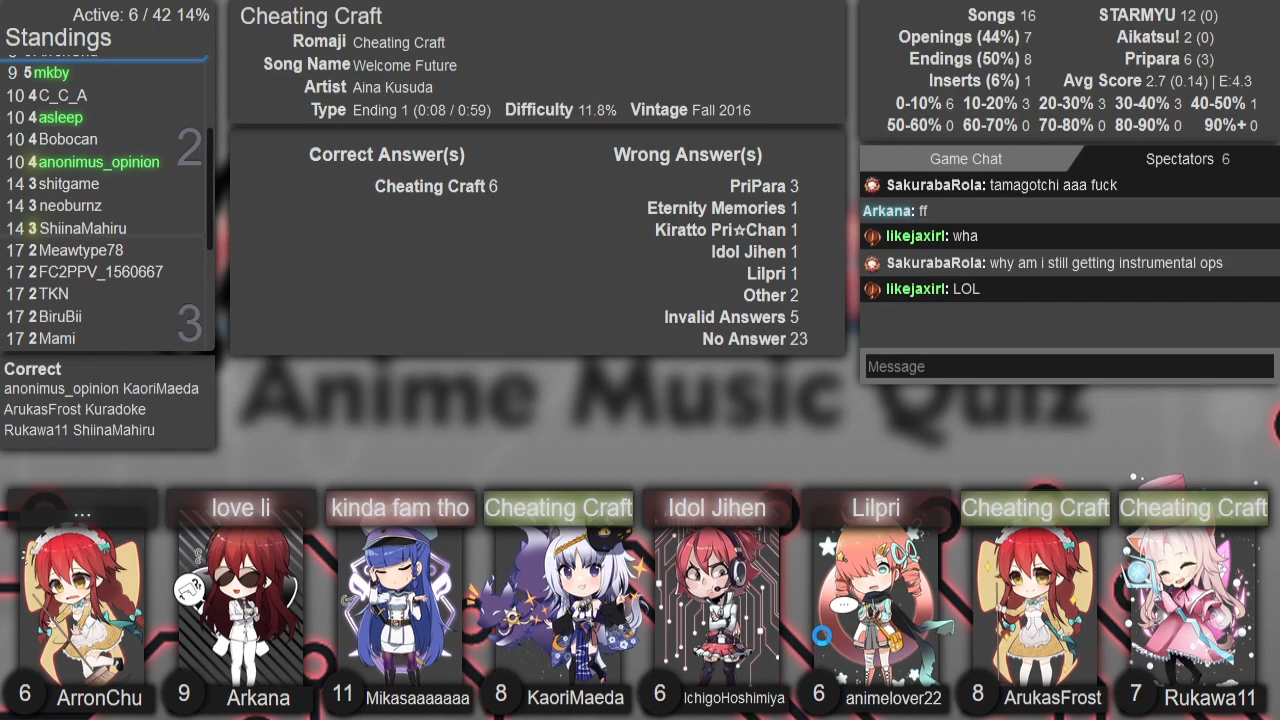 Active: 6 / 42 14%
Standings
9 5 mkby
10 4 C_C_A
10 4 asleep
10 4 Bobocan
10 4 anonimus_opinion
2
14 3 shitgame
14 3 neoburnz
14 3 ShiinaMahiru
17 2 Meawtype78
17 2 FC2PPV_1560667
17 2 TKN
17 2 BiruBii
3
17 2 Mami
Correct
anonimus_opinion KaoriMaeda
ArukasFrost Kuradoke
Rukawa11 ShiinaMahiru
Cheating Craft
Romaji Cheating Craft
Song Name Welcome Future
Artist Aina Kusuda
Type Ending 1 (0:08 / 0:59) Difficulty 11.8% Vintage Fall 2016
Correct Answer(s) Wrong Answer(s)
Cheating Craft 6
PriPara 3
Eternity Memories 1
Kiratto Pri☆Chan 1
Idol Jihen 1
Lilpri 1
Other 2
Invalid Answers 5
No Answer 23
Songs 16 STARMYU 12 (0)
Openings (44%) 7 Aikatsu! 2 (0)
Endings (50%) 8 Pripara 6 (3)
Inserts (6%) 1 Avg Score 2.7 (0.14) | E:4.3
0-10% 6 10-20% 3 20-30% 3 30-40% 3 40-50% 1
50-60% 0 60-70% 0 70-80% 0 80-90% 0 90%+ 0
Game Chat Spectators 6
SakurabaRola: tamagotchi aaa fuck
Arkana: ff
likejaxirl: wha
SakurabaRola: why am i still getting instrumental ops
likejaxirl: LOL
Message
Anime Music Quiz
... love li kinda fam tho Cheating Craft Idol Jihen Lilpri Cheating Craft Cheating Craft
6 ArronChu 9 Arkana 11 Mikasaaaaaaa 8 KaoriMaeda 6 IchigoHoshimiya 6 animelover22 8 ArukasFrost 7 Rukawa11